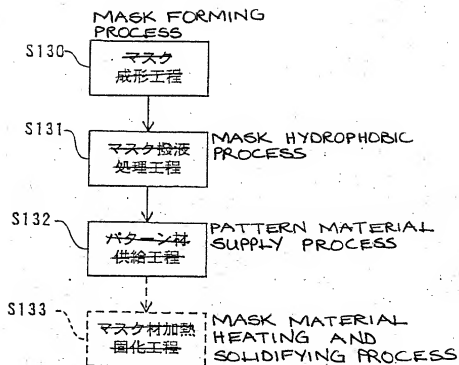 MASK FORMING
PROCESS
S130
マスク
成形工程
S131
マスク撥液
処理工程
MASK HYDROPHOBIC
PROCESS
S132
パターン材
供給工程
PATTERN MATERIAL
SUPPLY PROCESS
S133
マスク材加熱
固化工程
MASK MATERIAL
HEATING AND
SOLIDIFYING PROCESS